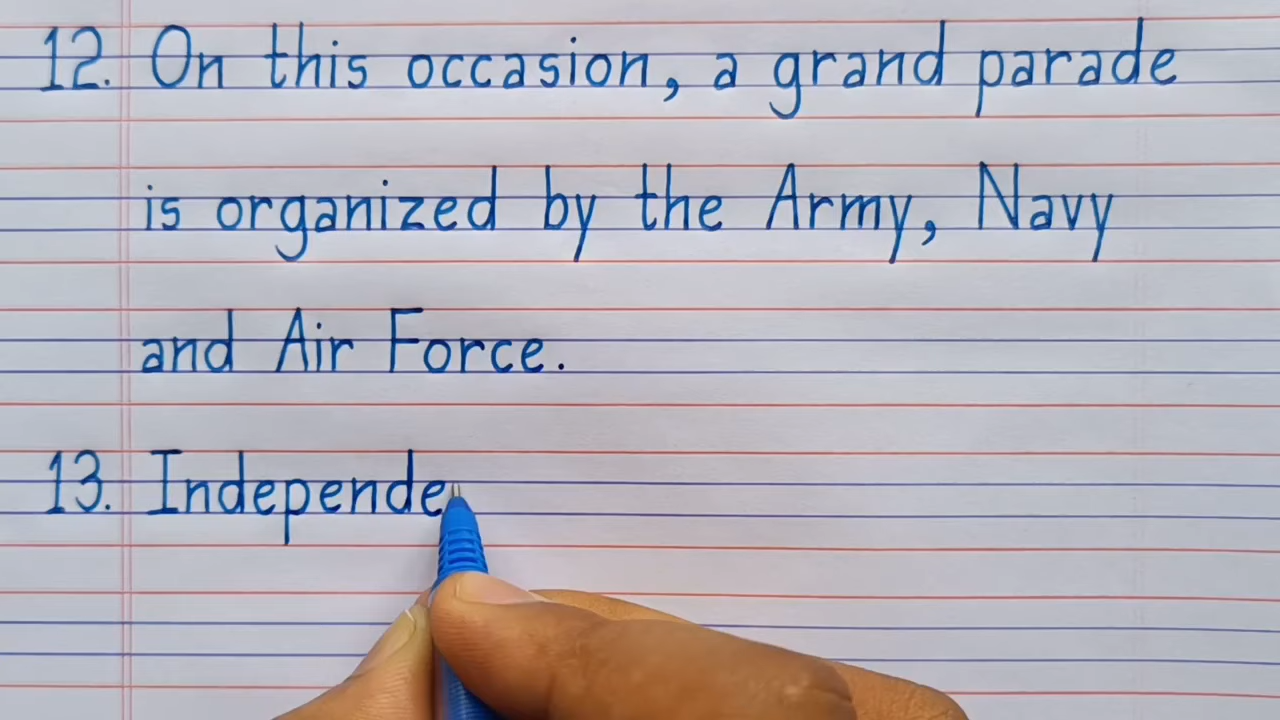 12. On this occasion, a grand parade
is organized by the Army, Navy
and Air Force.
13. Independe